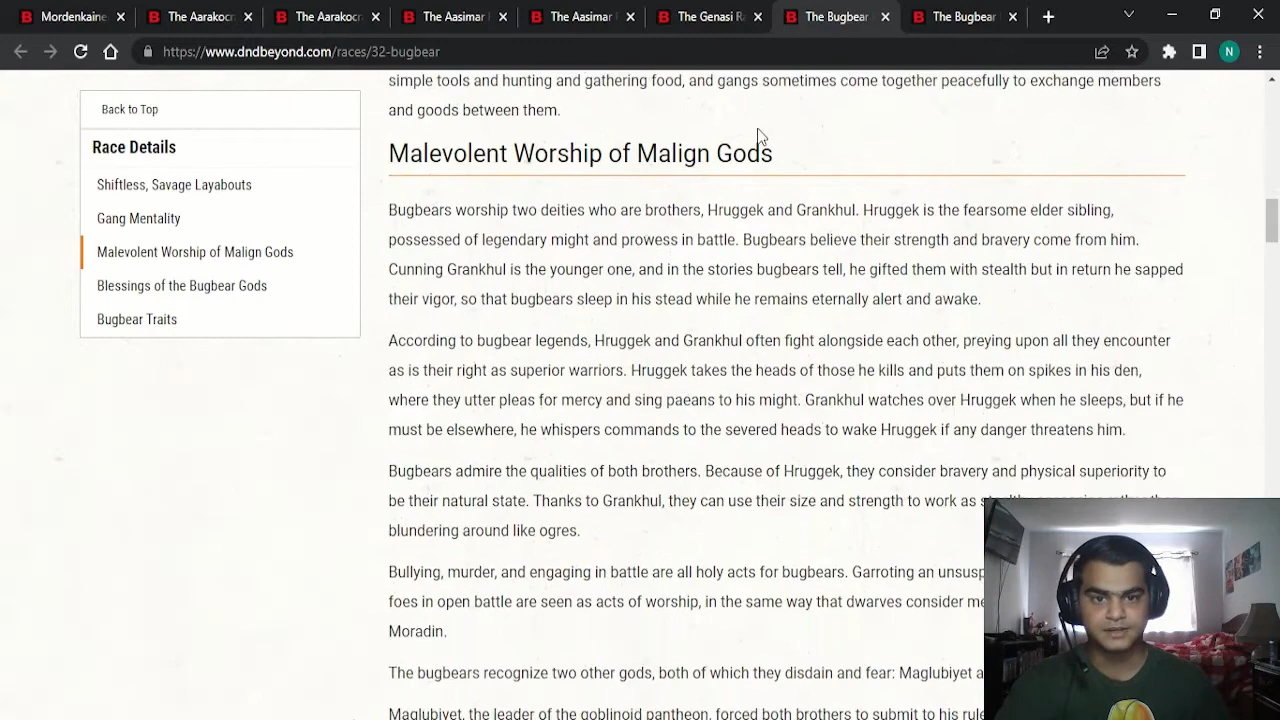 Mordenkaine
The Aarakocr
The Aarakocr
The Aasimar
The Aasimar
The Genasi Ra
The Bugbear
The Bugbear
https://www.dndbeyond.com/races/32-bugbear
N
Back to Top
Race Details
Shiftless, Savage Layabouts
Gang Mentality
Malevolent Worship of Malign Gods
Blessings of the Bugbear Gods
Bugbear Traits
simple tools and hunting and gathering food, and gangs sometimes come together peacefully to exchange members
and goods between them.
Malevolent Worship of Malign Gods
Bugbears worship two deities who are brothers, Hruggek and Grankhul. Hruggek is the fearsome elder sibling,
possessed of legendary might and prowess in battle. Bugbears believe their strength and bravery come from him.
Cunning Grankhul is the younger one, and in the stories bugbears tell, he gifted them with stealth but in return he sapped
their vigor, so that bugbears sleep in his stead while he remains eternally alert and awake.
According to bugbear legends, Hruggek and Grankhul often fight alongside each other, preying upon all they encounter
as is their right as superior warriors. Hruggek takes the heads of those he kills and puts them on spikes in his den,
where they utter pleas for mercy and sing paeans to his might. Grankhul watches over Hruggek when he sleeps, but if he
must be elsewhere, he whispers commands to the severed heads to wake Hruggek if any danger threatens him.
Bugbears admire the qualities of both brothers. Because of Hruggek, they consider bravery and physical superiority to
be their natural state. Thanks to Grankhul, they can use their size and strength to work as
blundering around like ogres.
Bullying, murder, and engaging in battle are all holy acts for bugbears. Garroting an unsusp
foes in open battle are seen as acts of worship, in the same way that dwarves consider me
Moradin.
The bugbears recognize two other gods, both of which they disdain and fear: Maglubiyet a
Maglubiyet, the leader of the goblinoid pantheon, forced both brothers to submit to his rule